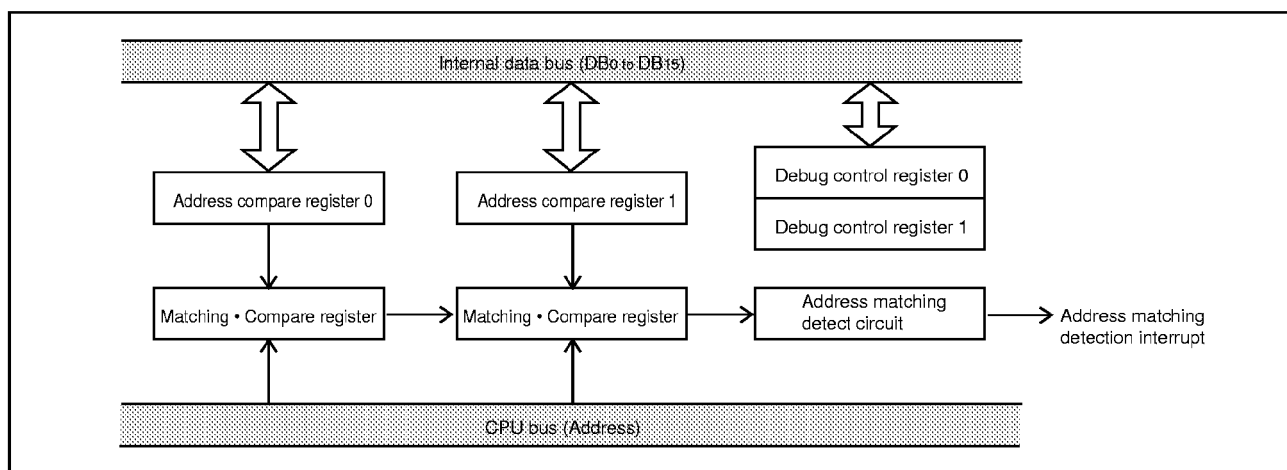 Internal data bus (DB0 to DB15)
Address compare register 0
Address compare register 1
Debug control register 0
Debug control register 1
Matching • Compare register
Matching • Compare register
Address matching
detect circuit
Address matching
detection interrupt
CPU bus (Address)